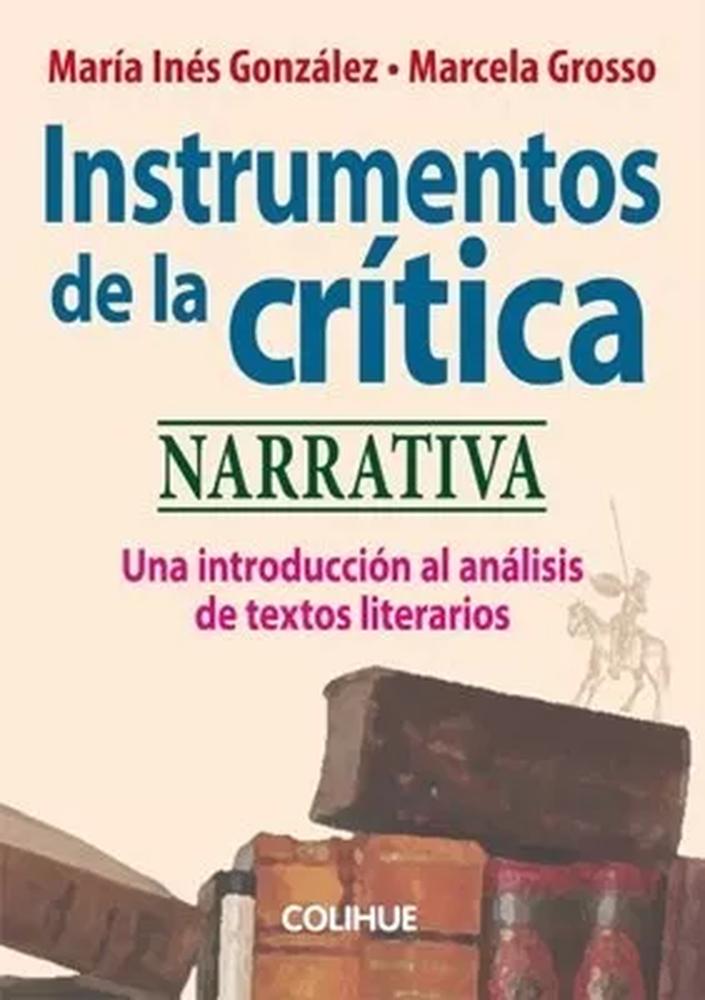 María Inés González • Marcela Grosso
Instrumentos
de la crítica
NARRATIVA
Una introducción al análisis
de textos literarios
COLIHUE